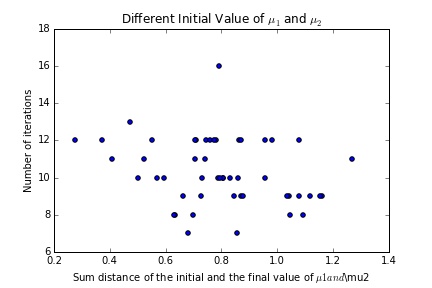 Different Initial Value of μ₁ and μ₂
18
16
14
12
10
8
6
Number of iterations
0.2 0.4 0.6 0.8 1.0 1.2 1.4
Sum distance of the initial and the final value of μ1and\mu2